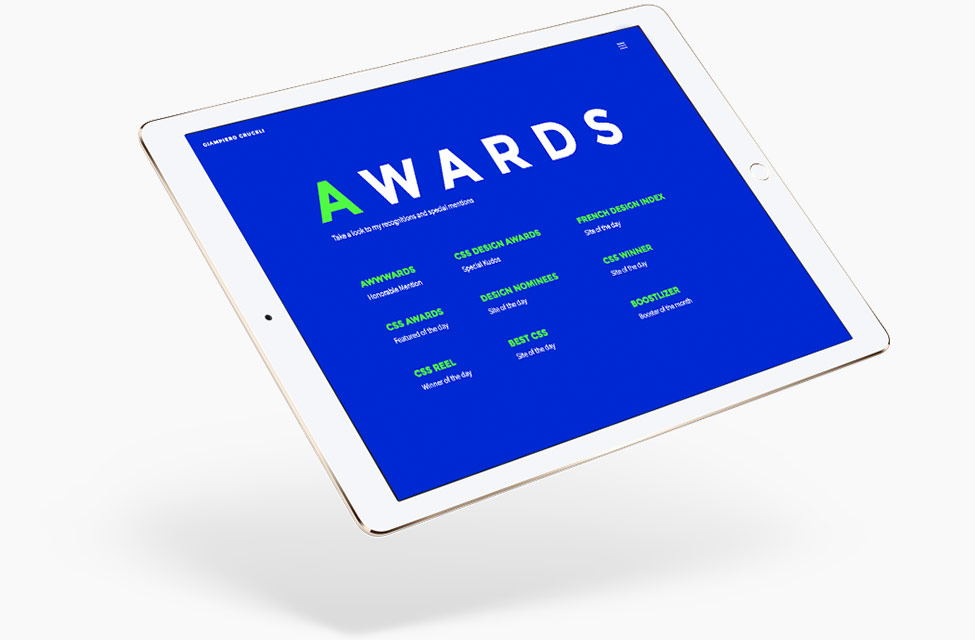 GIAMPIERO CRUCELI
AWARDS
Take a look to my recognitions and special mentions
AWWWARDS
Honorable Mention
CSS DESIGN AWARDS
Special Kudos
FRENCH DESIGN INDEX
Site of the day
CSS AWARDS
Featured of the day
DESIGN NOMINEES
Site of the day
CSS WINNER
Site of the day
CSS REEL
Winner of the day
BEST CSS
Site of the day
BOOSTLIZER
Booster of the month